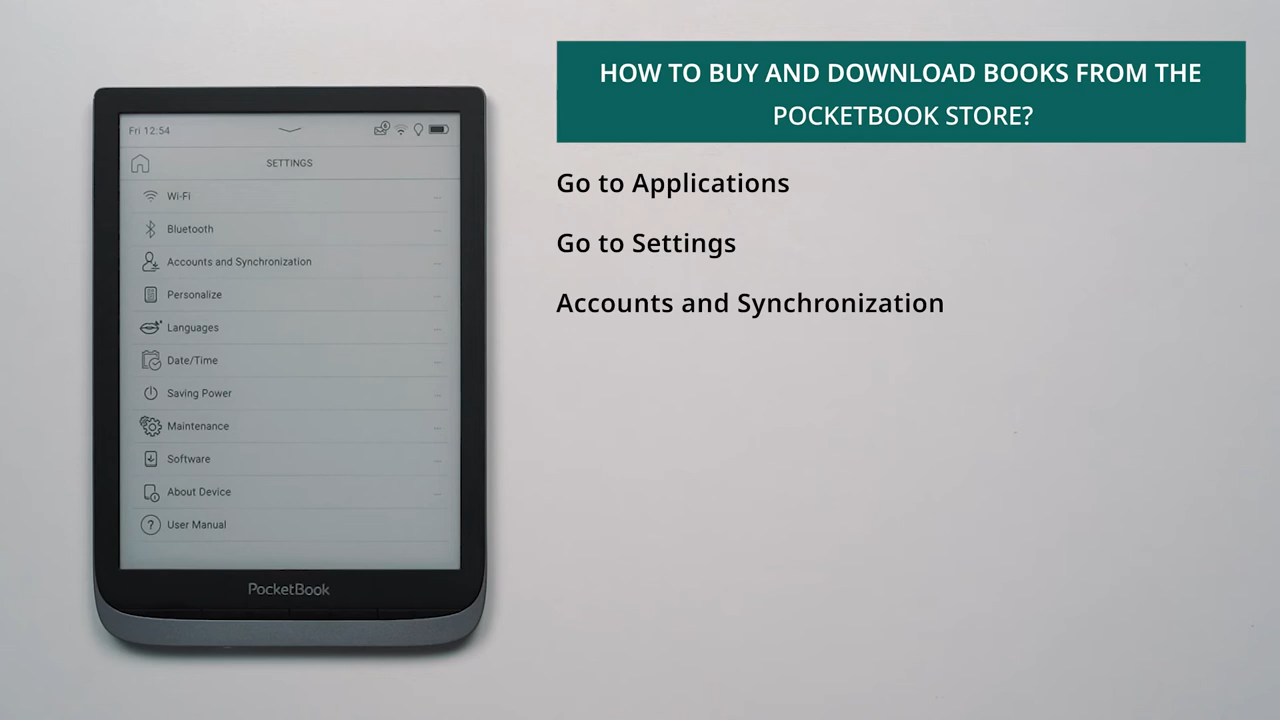 Fri 12:54
6
SETTINGS
Wi-Fi
Bluetooth
Accounts and Synchronization
Personalize
Languages
Date/Time
Saving Power
Maintenance
Software
About Device
? User Manual
PocketBook
HOW TO BUY AND DOWNLOAD BOOKS FROM THE
POCKETBOOK STORE?
Go to Applications
Go to Settings
Accounts and Synchronization